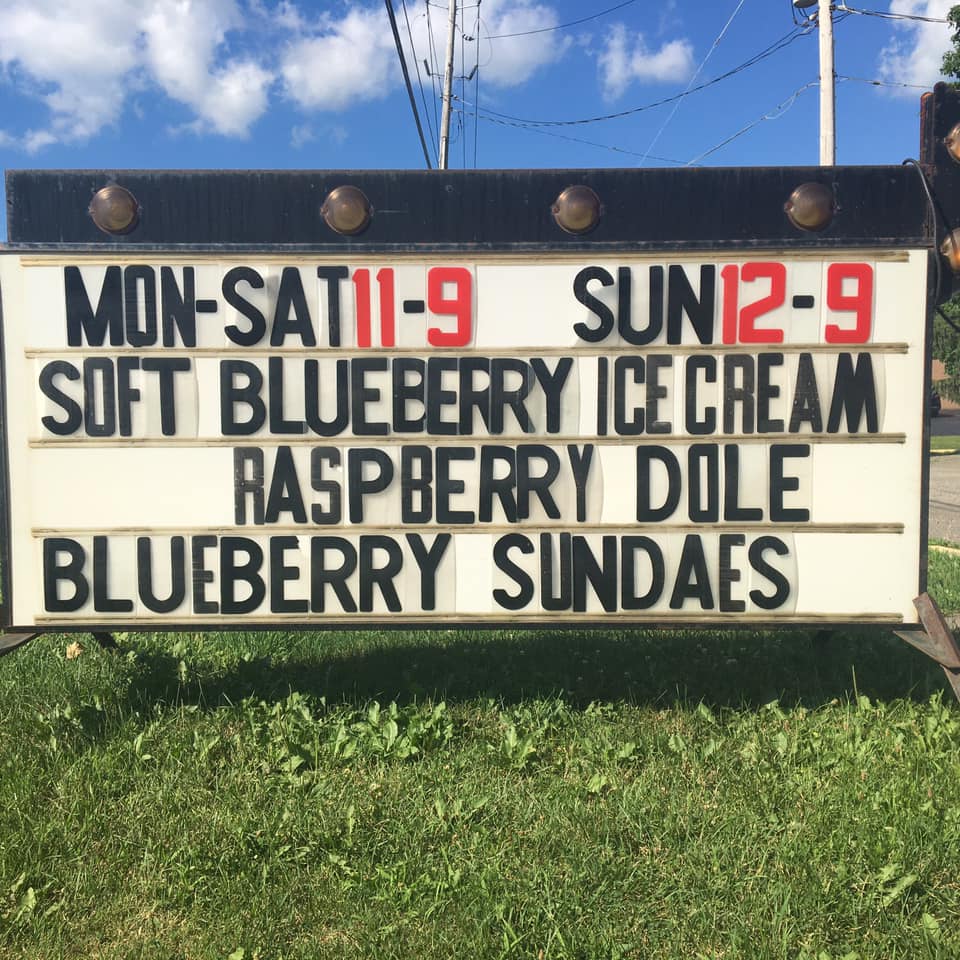 MON-SAT 11-9 SUN 12-9
SOFT BLUEBERRY ICE CREAM
RASPBERRY DOLE
BLUEBERRY SUNDAES